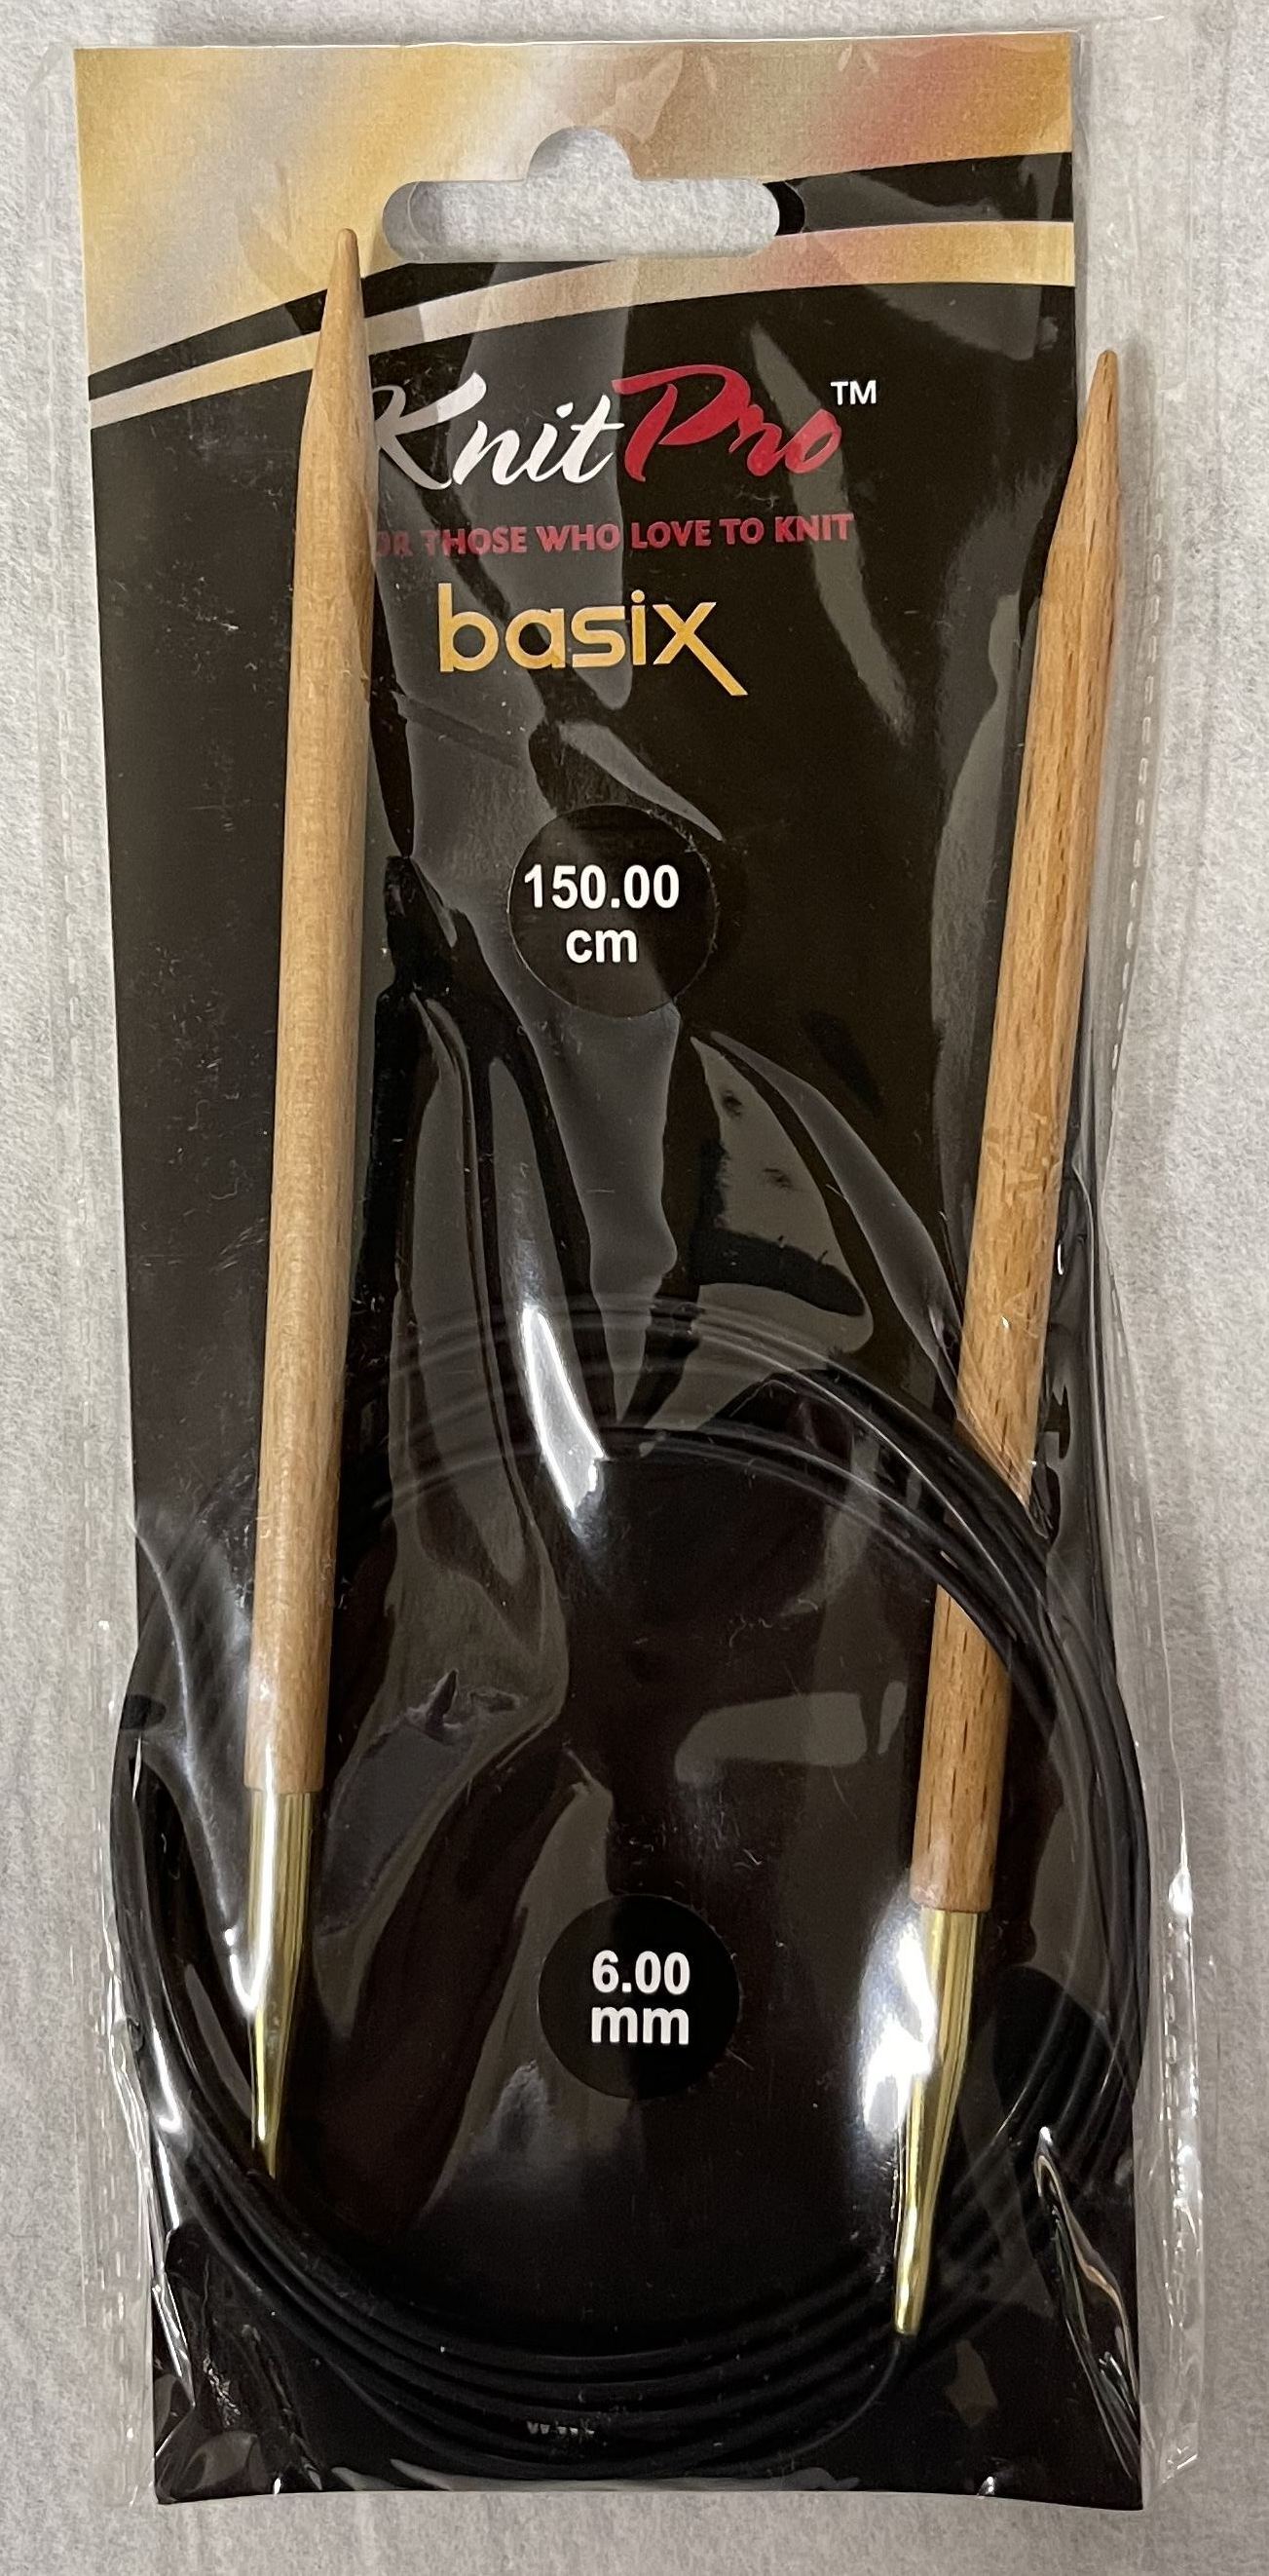 KnitPro™
OR THOSE WHO LOVE TO KNIT
basix
150.00
cm
6.00
mm